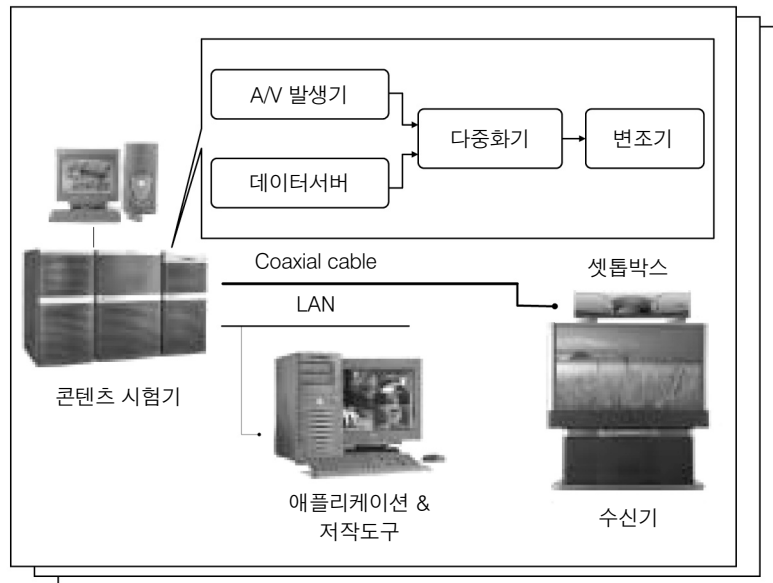 A/V 발생기
다중화기
변조기
데이터서버
Coaxial cable
셋톱박스
LAN
콘텐츠 시험기
애플리케이션 &
저작도구
수신기